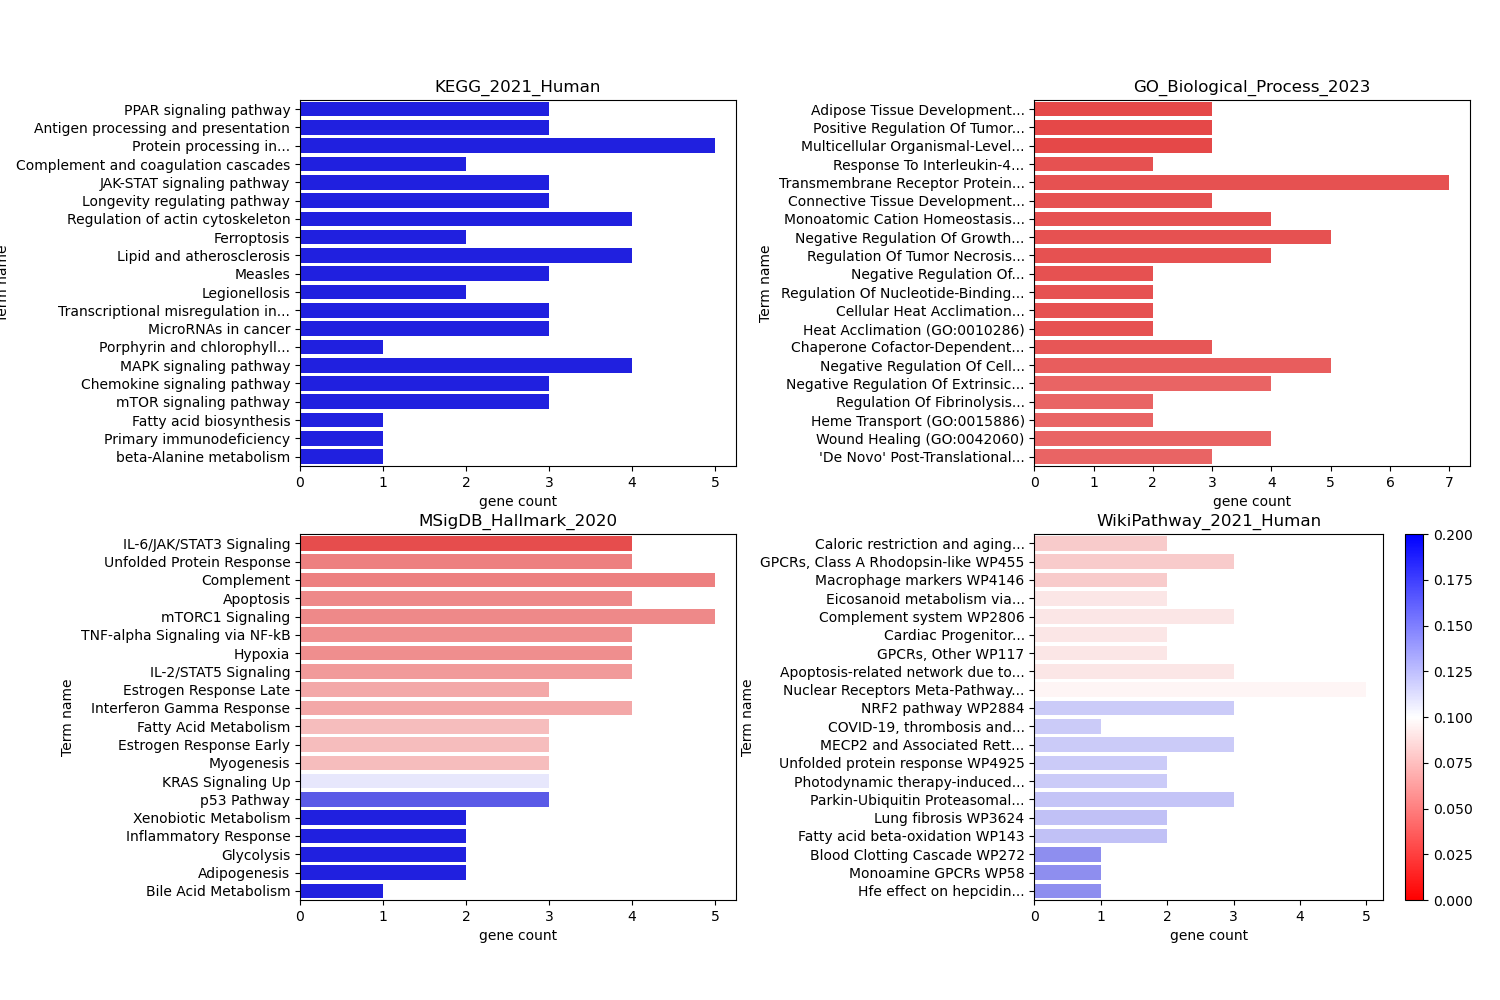 KEGG_2021_Human
PPAR signaling pathway
Antigen processing and presentation
Protein processing in...
Complement and coagulation cascades
JAK-STAT signaling pathway
Longevity regulating pathway
Regulation of actin cytoskeleton
Ferroptosis
Lipid and atherosclerosis
Measles
Legionellosis
Transcriptional misregulation in...
MicroRNAs in cancer
Porphyrin and chlorophyll...
MAPK signaling pathway
Chemokine signaling pathway
mTOR signaling pathway
Fatty acid biosynthesis
Primary immunodeficiency
beta-Alanine metabolism
Term name
0 1 2 3 4 5
gene count
GO_Biological_Process_2023
Adipose Tissue Development...
Positive Regulation Of Tumor...
Multicellular Organismal-Level...
Response To Interleukin-4...
Transmembrane Receptor Protein...
Connective Tissue Development...
Monoatomic Cation Homeostasis...
Negative Regulation Of Growth...
Regulation Of Tumor Necrosis...
Negative Regulation Of...
Regulation Of Nucleotide-Binding...
Cellular Heat Acclimation...
Heat Acclimation (GO:0010286)
Chaperone Cofactor-Dependent...
Negative Regulation Of Cell...
Negative Regulation Of Extrinsic...
Regulation Of Fibrinolysis...
Heme Transport (GO:0015886)
Wound Healing (GO:0042060)
'De Novo' Post-Translational...
Term name
0 1 2 3 4 5 6 7
gene count
MSigDB_Hallmark_2020
IL-6/JAK/STAT3 Signaling
Unfolded Protein Response
Complement
Apoptosis
mTORC1 Signaling
TNF-alpha Signaling via NF-kB
Hypoxia
IL-2/STAT5 Signaling
Estrogen Response Late
Interferon Gamma Response
Fatty Acid Metabolism
Estrogen Response Early
Myogenesis
KRAS Signaling Up
p53 Pathway
Xenobiotic Metabolism
Inflammatory Response
Glycolysis
Adipogenesis
Bile Acid Metabolism
Term name
0 1 2 3 4 5
gene count
WikiPathway_2021_Human
Caloric restriction and aging...
GPCRs, Class A Rhodopsin-like WP455
Macrophage markers WP4146
Eicosanoid metabolism via...
Complement system WP2806
Cardiac Progenitor...
GPCRs, Other WP117
Apoptosis-related network due to...
Nuclear Receptors Meta-Pathway...
NRF2 pathway WP2884
COVID-19, thrombosis and...
MECP2 and Associated Rett...
Unfolded protein response WP4925
Photodynamic therapy-induced...
Parkin-Ubiquitin Proteasomal...
Lung fibrosis WP3624
Fatty acid beta-oxidation WP143
Blood Clotting Cascade WP272
Monoamine GPCRs WP58
Hfe effect on hepcidin...
Term name
0 1 2 3 4 5
gene count
0.200
0.175
0.150
0.125
0.100
0.075
0.050
0.025
0.000